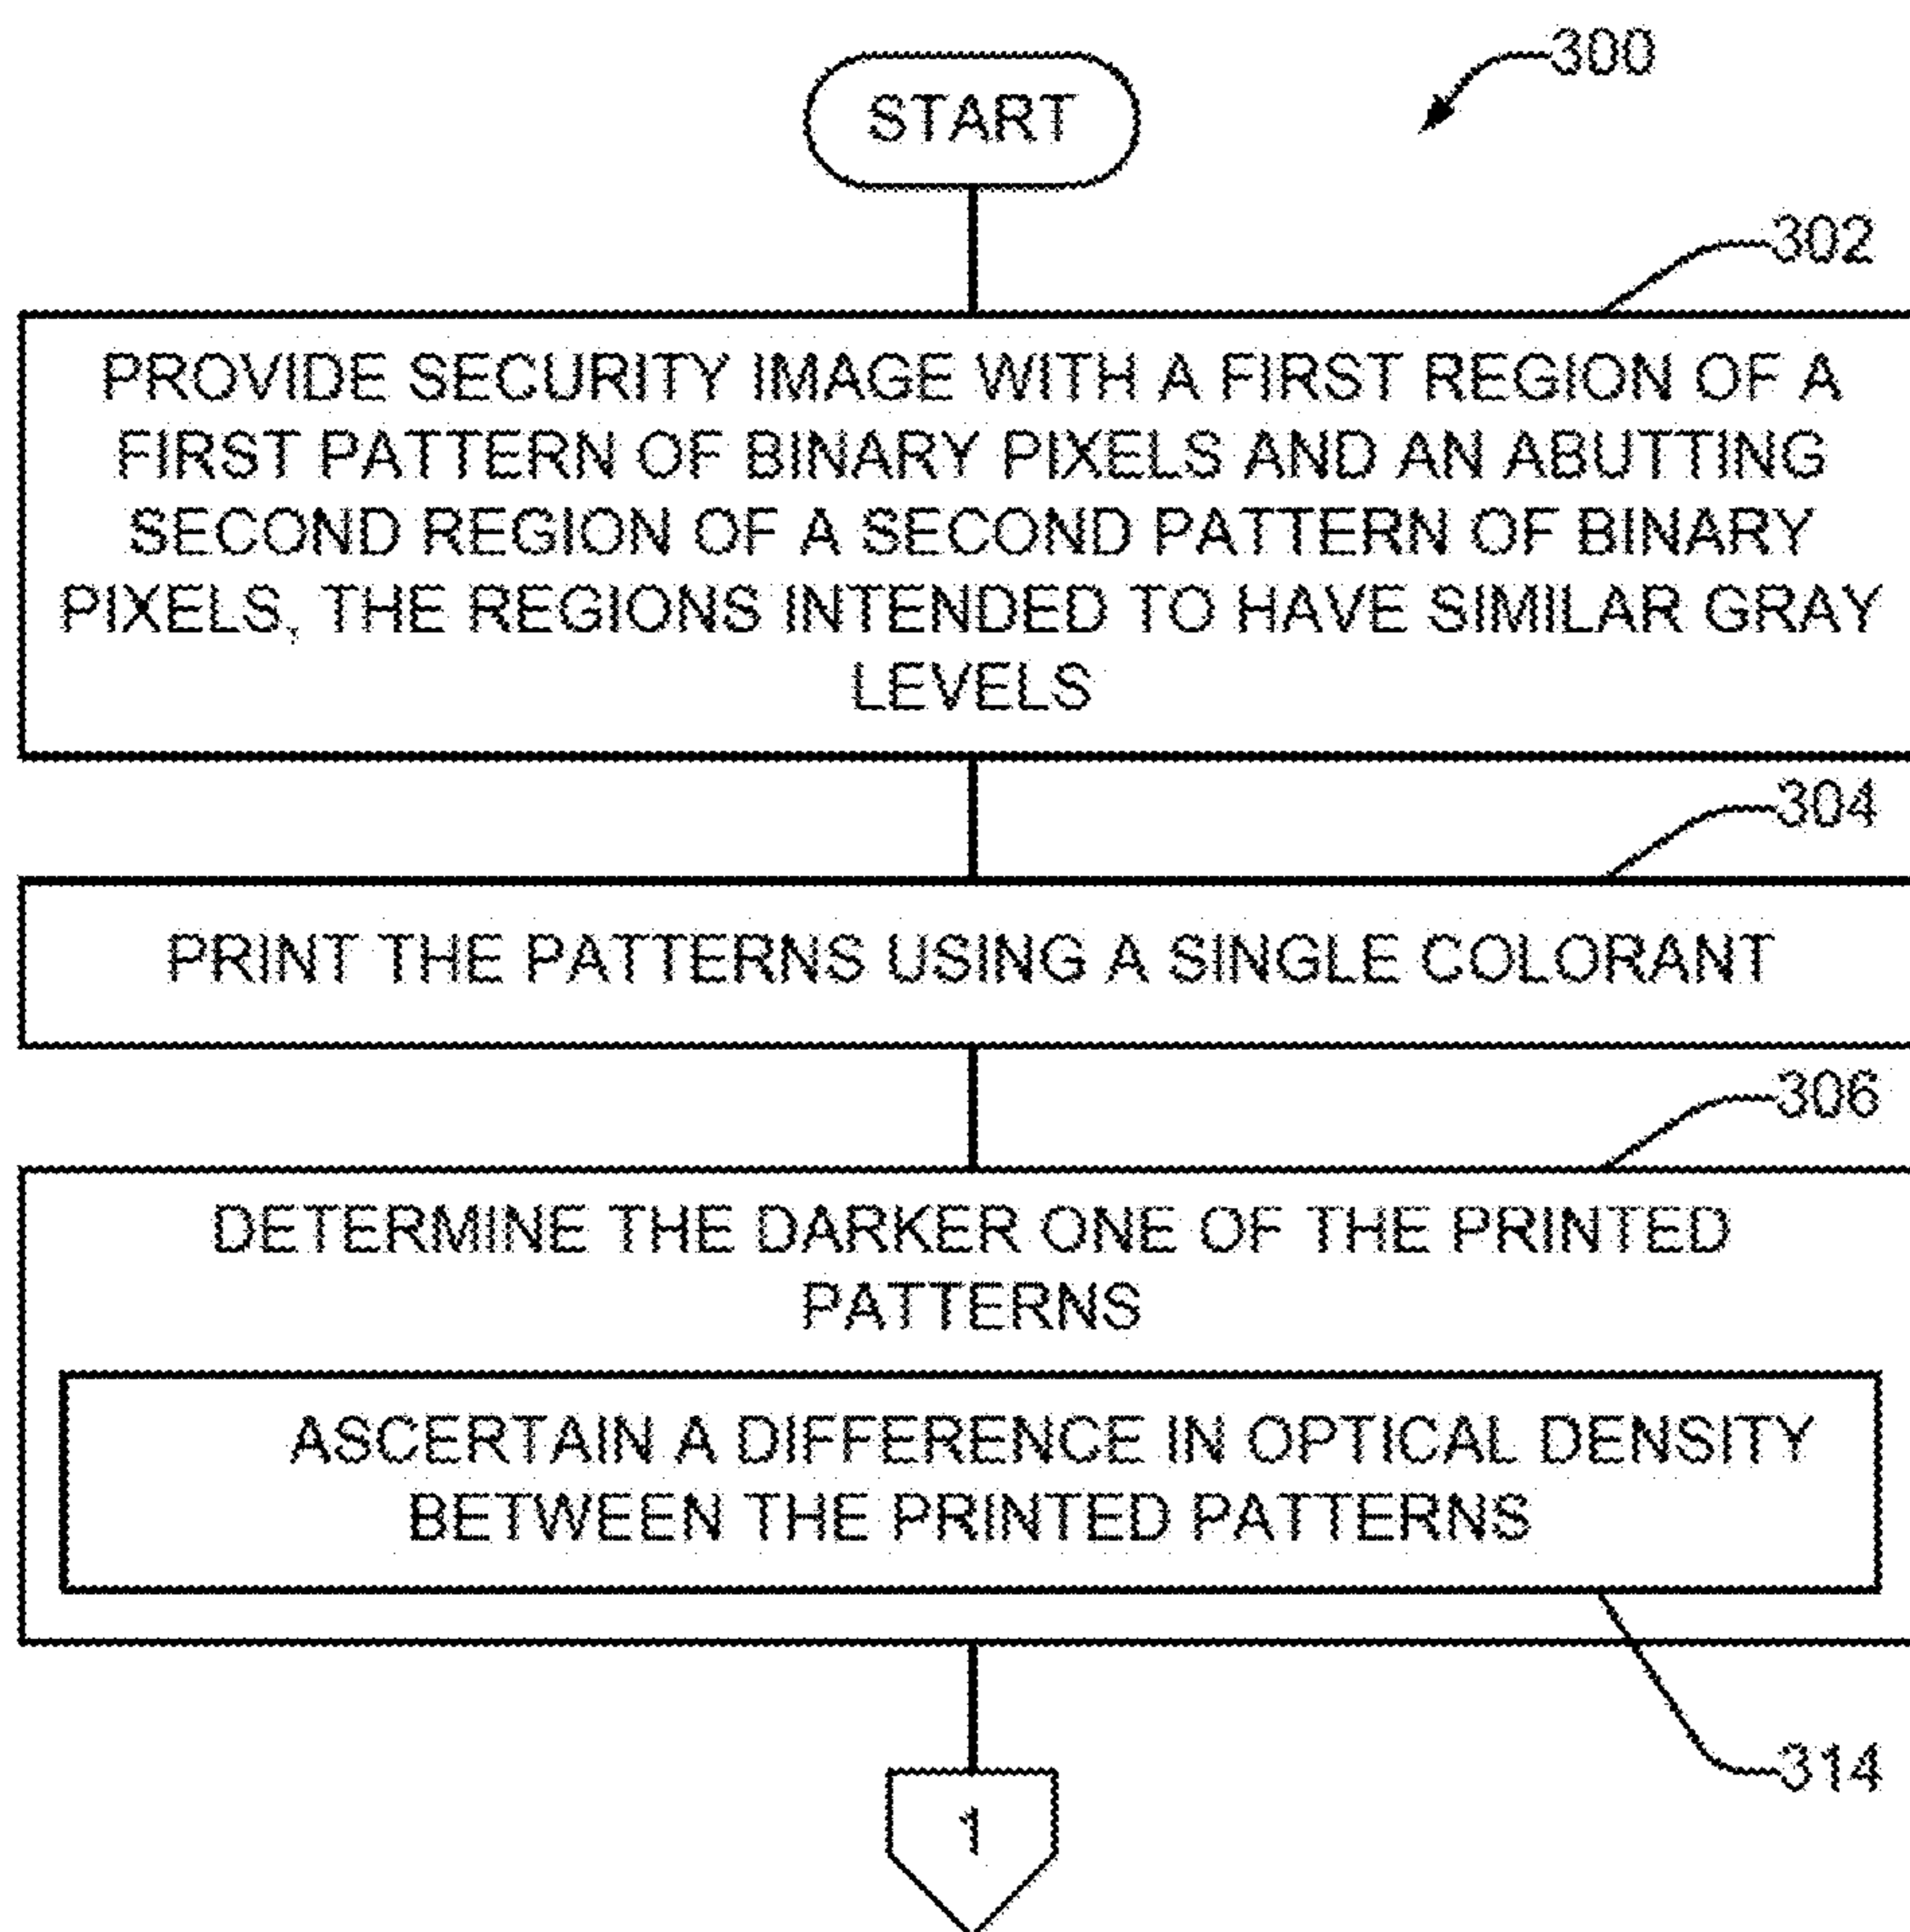 300
START
302
PROVIDE SECURITY IMAGE WITH A FIRST REGION OF A
FIRST PATTERN OF BINARY PIXELS AND AN ABUTTING
SECOND REGION OF A SECOND PATTERN OF BINARY
PIXELS, THE REGIONS INTENDED TO HAVE SIMILAR GRAY
LEVELS
304
PRINT THE PATTERNS USING A SINGLE COLORANT
306
DETERMINE THE DARKER ONE OF THE PRINTED
PATTERNS
ASCERTAIN A DIFFERENCE IN OPTICAL DENSITY
BETWEEN THE PRINTED PATTERNS
314
1